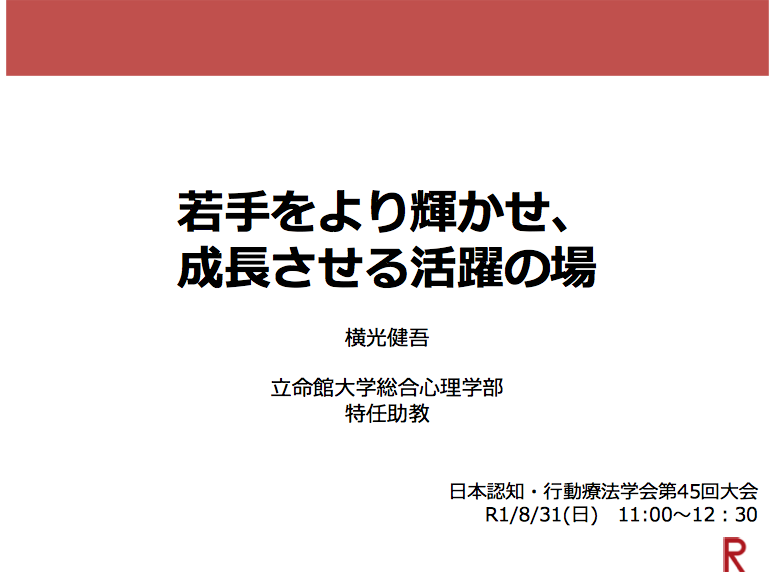 若手をより輝かせ、
成長させる活躍の場
横光健吾
立命館大学総合心理学部
特任助教
日本認知・行動療法学会第45回大会
R1/8/31(日)　11:00〜12：30
R